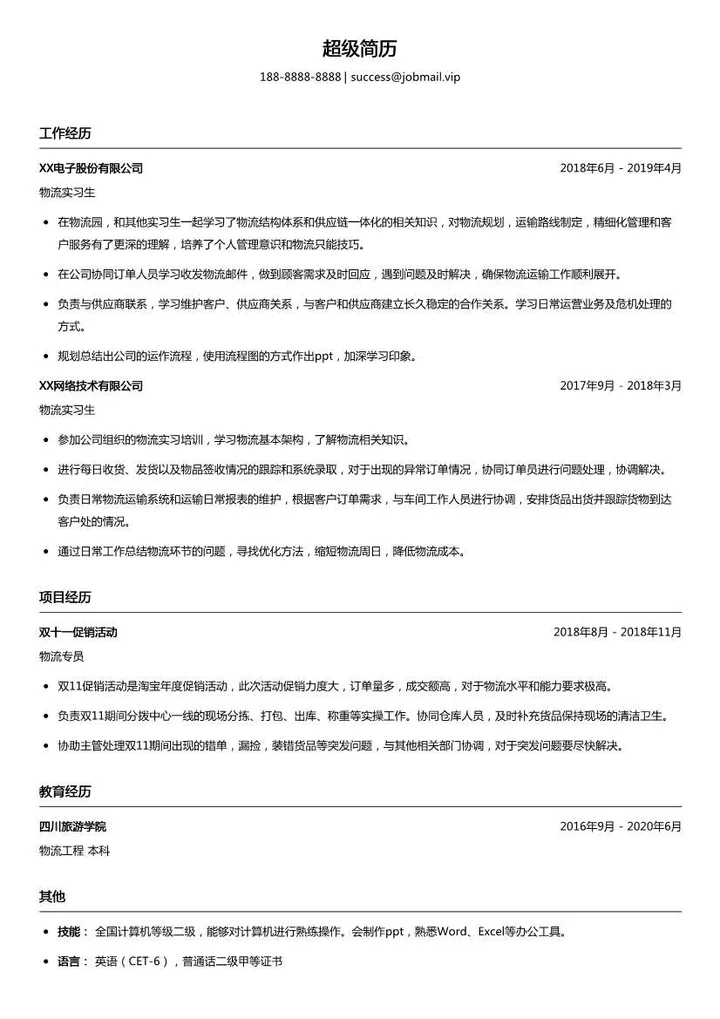 超级简历
188-8888-8888 | success@jobmail.vip
工作经历
XX电子股份有限公司 2018年6月 - 2019年4月
物流实习生
• 在物流园，和其他实习生一起学习了物流结构体系和供应链一体化的相关知识，对物流规划，运输路线制定，精细化管理和客
户服务有了更深的理解，培养了个人管理意识和物流只能技巧。
• 在公司协同订单人员学习收发物流邮件，做到顾客需求及时回应，遇到问题及时解决，确保物流运输工作顺利展开。
• 负责与供应商联系，学习维护客户、供应商关系，与客户和供应商建立长久稳定的合作关系。学习日常运营业务及危机处理的
方式。
• 规划总结出公司的运作流程，使用流程图的方式作出ppt，加深学习印象。
XX网络技术有限公司 2017年9月 - 2018年3月
物流实习生
• 参加公司组织的物流实习培训，学习物流基本架构，了解物流相关知识。
• 进行每日收货、发货以及物品签收情况的跟踪和系统录取，对于出现的异常订单情况，协同订单员进行问题处理，协调解决。
• 负责日常物流运输系统和运输日常报表的维护，根据客户订单需求，与车间工作人员进行协调，安排货品出货并跟踪货物到达
客户处的情况。
• 通过日常工作总结物流环节的问题，寻找优化方法，缩短物流周日，降低物流成本。
项目经历
双十一促销活动 2018年8月 - 2018年11月
物流专员
• 双11促销活动是淘宝年度促销活动，此次活动促销力度大，订单量多，成交额高，对于物流水平和能力要求极高。
• 负责双11期间分拨中心一线的现场分拣、打包、出库、称重等实操工作。协同仓库人员，及时补充货品保持现场的清洁卫生。
• 协助主管处理双11期间出现的错单，漏捡，装错货品等突发问题，与其他相关部门协调，对于突发问题要尽快解决。
教育经历
四川旅游学院 2016年9月 - 2020年6月
物流工程 本科
其他
• 技能： 全国计算机等级二级，能够对计算机进行熟练操作。会制作ppt，熟悉Word、Excel等办公工具。
• 语言： 英语（CET-6），普通话二级甲等证书